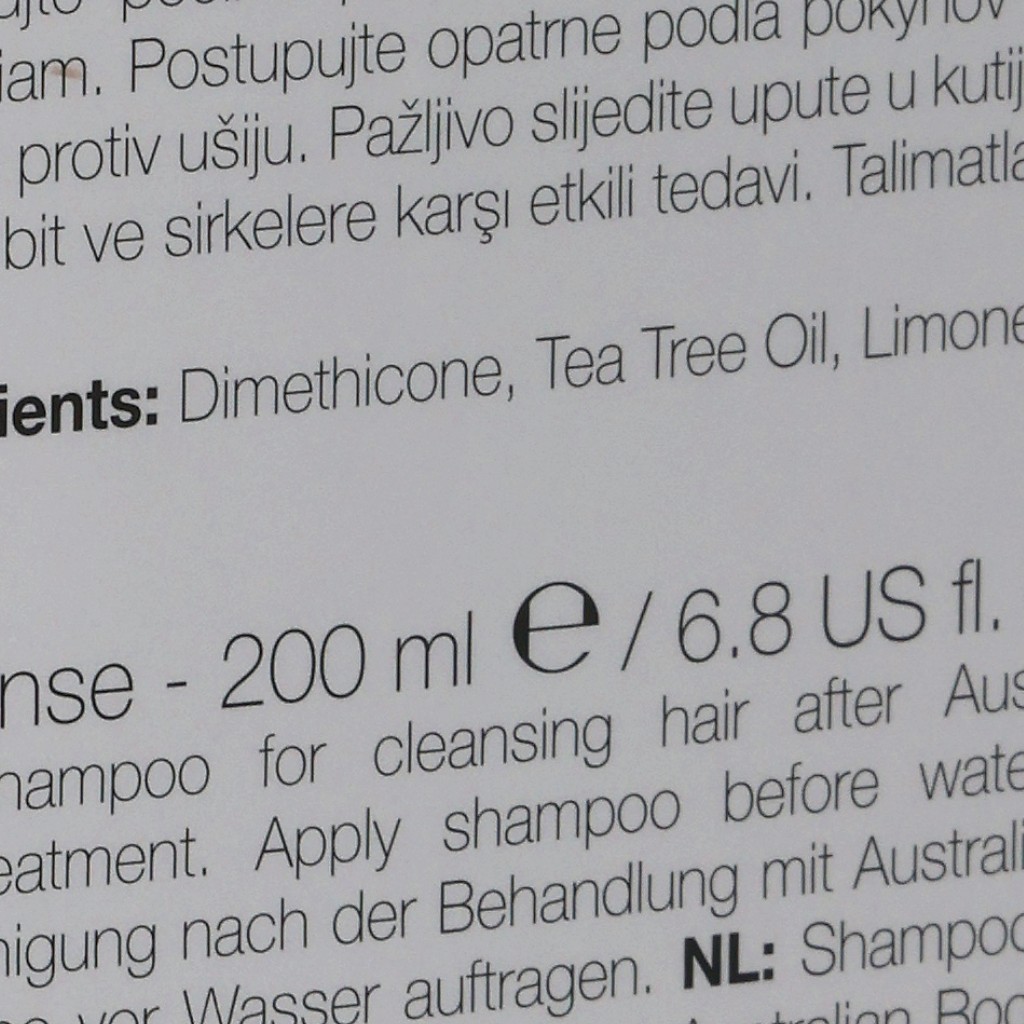 iam. Postupujte opatrne podľa pokynov
protiv ušiju. Pažljivo slijedite upute u kutij
bit ve sirkelere karşı etkili tedavi. Talimatla
ients: Dimethicone, Tea Tree Oil, Limone
nse - 200 ml e / 6.8 US fl.
hampoo for cleansing hair after Aus
eatment. Apply shampoo before wate
nigung nach der Behandlung mit Australi
vor Wasser auftragen. NL: Shampoo